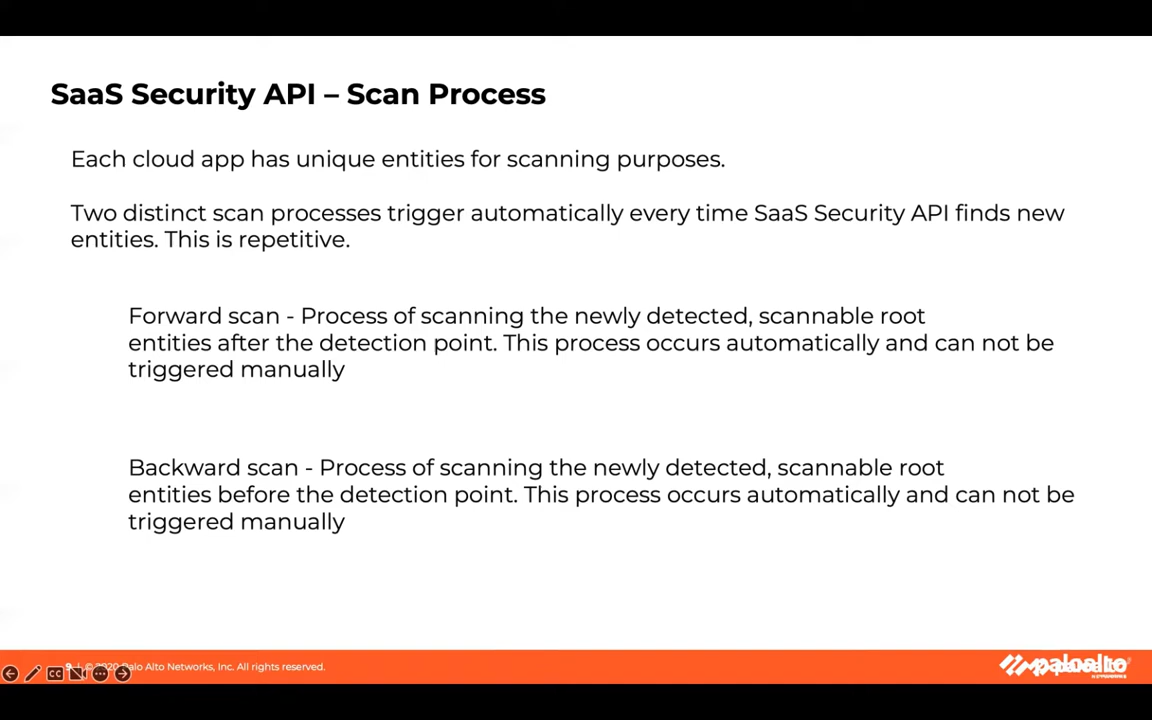 SaaS Security API – Scan Process
Each cloud app has unique entities for scanning purposes.
Two distinct scan processes trigger automatically every time SaaS Security API finds new
entities. This is repetitive.
Forward scan - Process of scanning the newly detected, scannable root
entities after the detection point. This process occurs automatically and can not be
triggered manually
Backward scan - Process of scanning the newly detected, scannable root
entities before the detection point. This process occurs automatically and can not be
triggered manually
9 | © 2020 Palo Alto Networks, Inc. All rights reserved.
CC
paloalto
NETWORKS